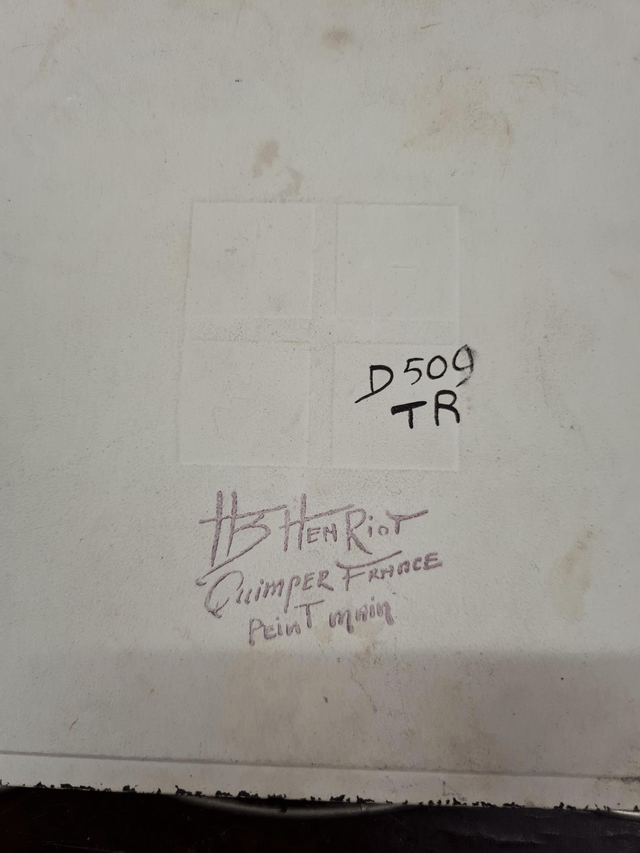 D509
TR
HB HENRIOT
QUIMPER FRANCE
PEINT MAIN